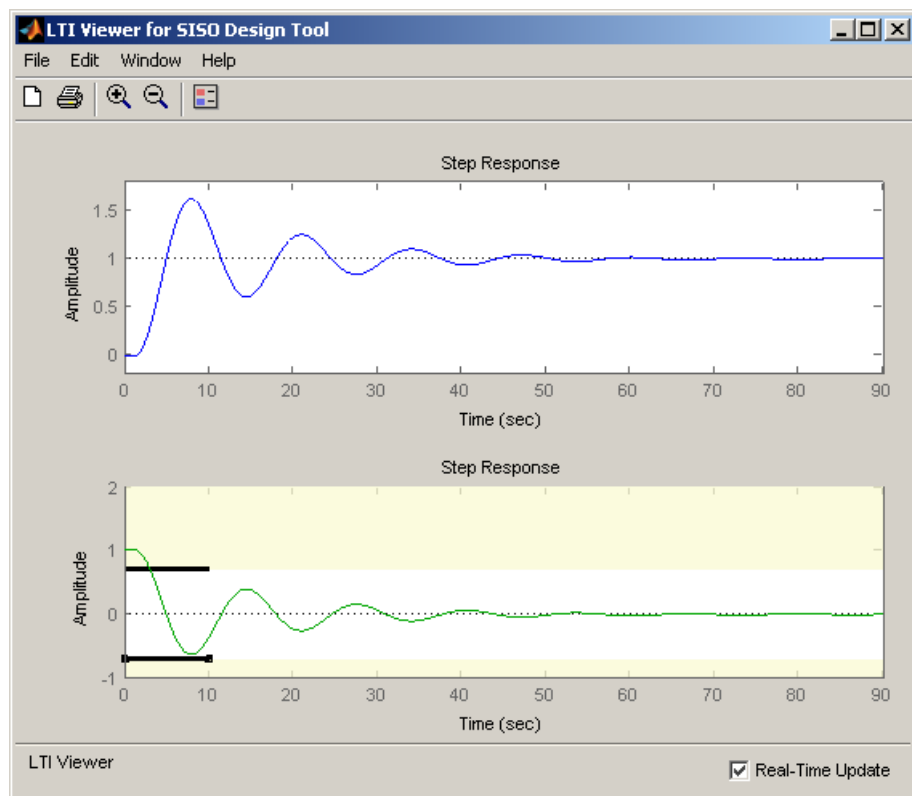 LTI Viewer for SISO Design Tool
File Edit Window Help
Step Response
1.5
1
0.5
0
Amplitude
0 10 20 30 40 50 60 70 80 90
Time (sec)
Step Response
2
1
0
-1
Amplitude
0 10 20 30 40 50 60 70 80 90
Time (sec)
LTI Viewer
Real-Time Update